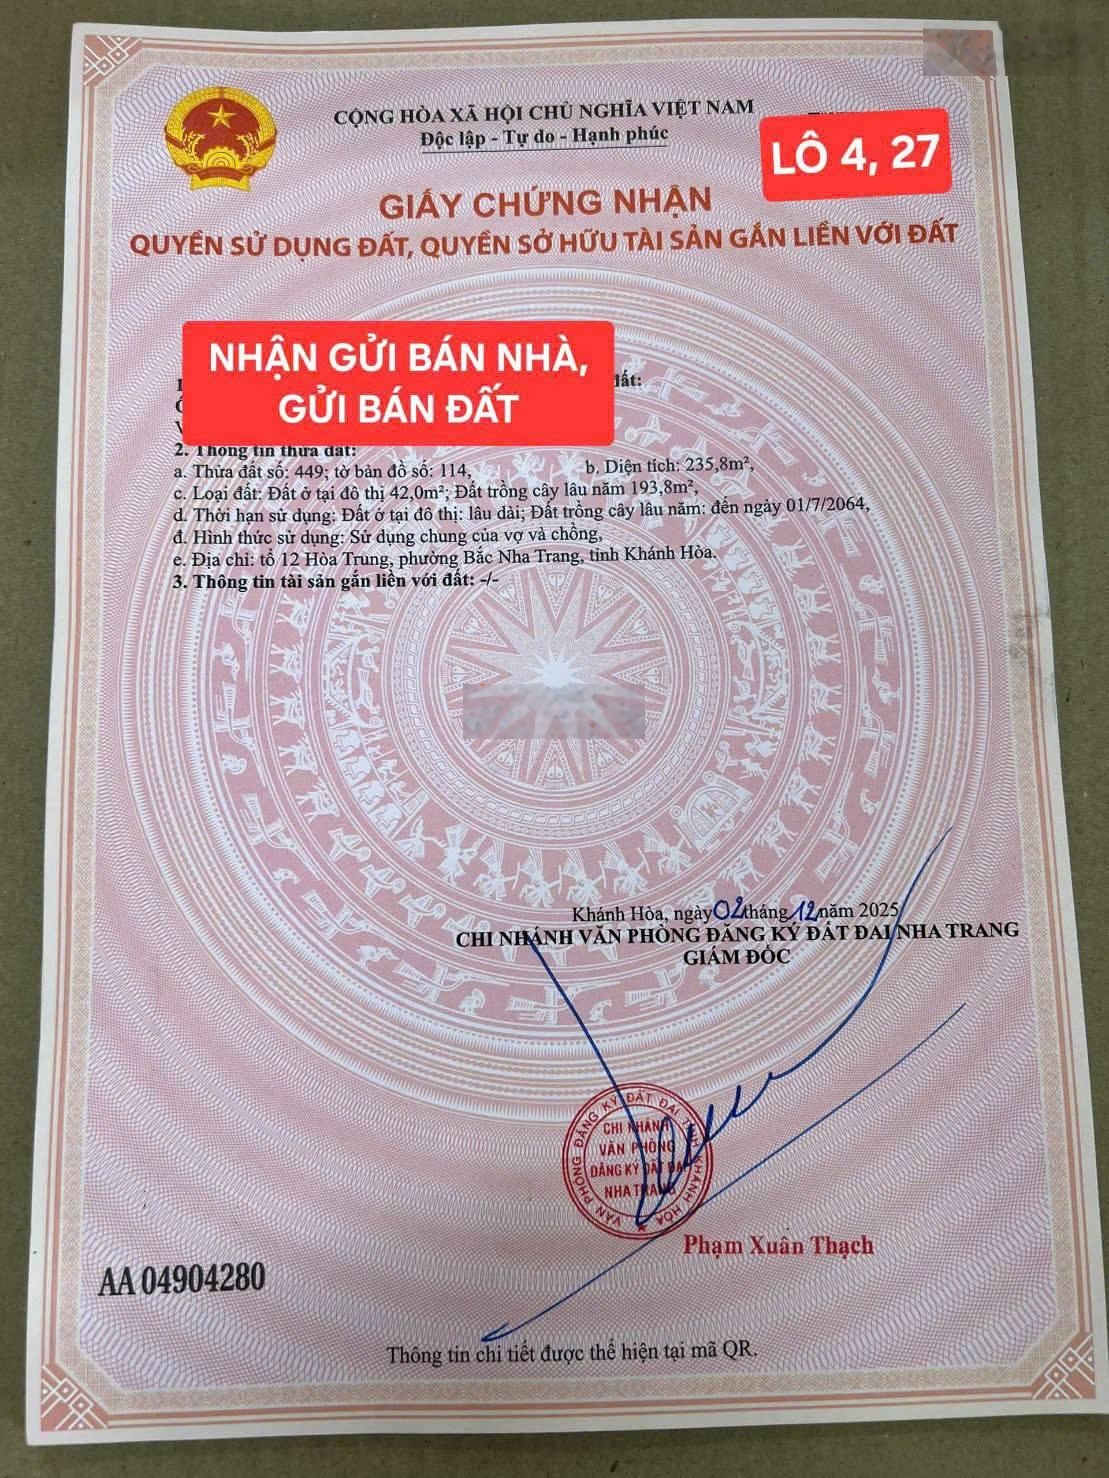 CỘNG HÒA XÃ HỘI CHỦ NGHĨA VIỆT NAM
Độc lập - Tự do - Hạnh phúc
LÔ 4, 27
GIẤY CHỨNG NHẬN
QUYỀN SỬ DỤNG ĐẤT, QUYỀN SỞ HỮU TÀI SẢN GẮN LIỀN VỚI ĐẤT
NHẬN GỬI BÁN NHÀ,
GỬI BÁN ĐẤT
đất:
2. Thông tin thửa đất:
a. Thửa đất số: 449; tờ bản đồ số: 114, b. Diện tích: 235,8m²,
c. Loại đất: Đất ở tại đô thị 42,0m²; Đất trồng cây lâu năm 193,8m²,
d. Thời hạn sử dụng: Đất ở tại đô thị: lâu dài; Đất trồng cây lâu năm: đến ngày 01/7/2064,
đ. Hình thức sử dụng: Sử dụng chung của vợ và chồng,
e. Địa chỉ: tổ 12 Hòa Trung, phường Bắc Nha Trang, tỉnh Khánh Hòa.
3. Thông tin tài sản gắn liền với đất: -/-
Khánh Hòa, ngày 02 tháng 12 năm 2025
CHI NHÁNH VĂN PHÒNG ĐĂNG KÝ ĐẤT ĐAI NHA TRANG
GIÁM ĐỐC
VĂN PHÒNG ĐĂNG KÝ ĐẤT ĐAI TỈNH KHÁNH HÒA
CHI NHÁNH
VĂN PHÒNG
ĐĂNG KÝ ĐẤT ĐAI
NHA TRANG
Phạm Xuân Thạch
AA 04904280
Thông tin chi tiết được thể hiện tại mã QR.